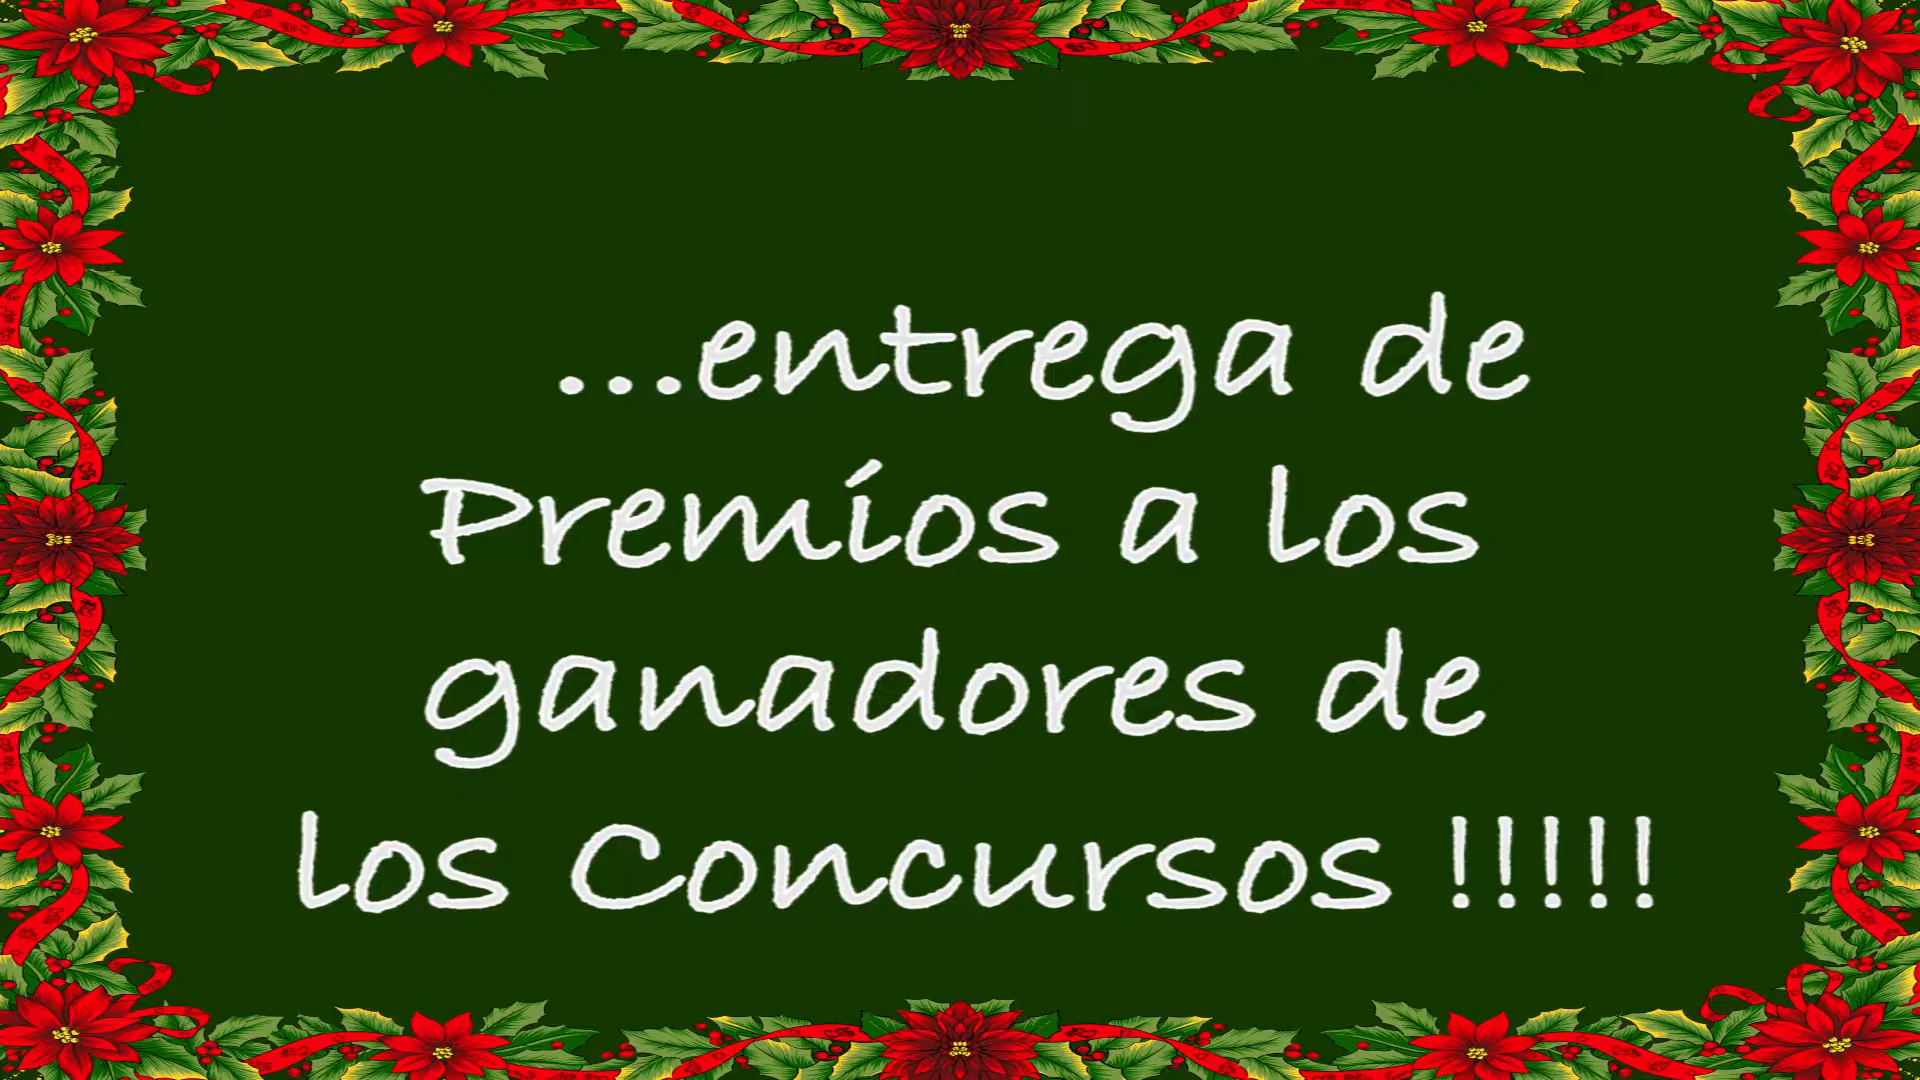 ...entrega de
Premios a los
ganadores de
los Concursos !!!!!